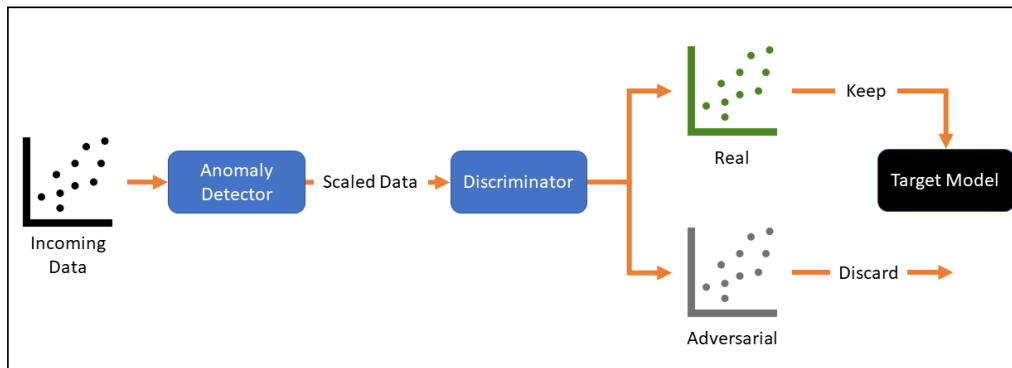 Incoming
Data
Anomaly
Detector
Scaled Data
Discriminator
Real
Keep
Target Model
Adversarial
Discard